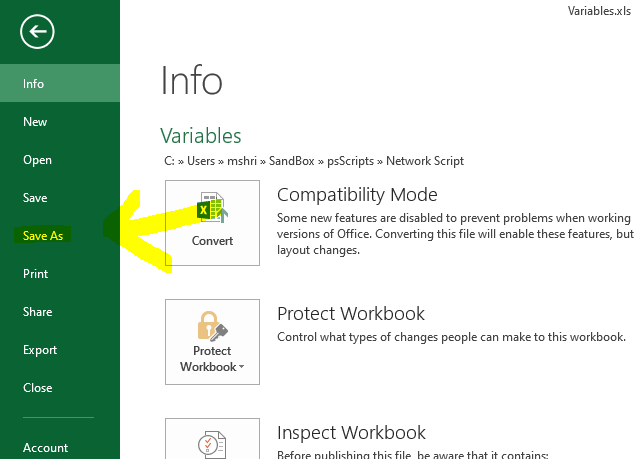 Variables.xls
Info
New
Open
Save
Save As
Print
Share
Export
Close
Account
Info
Variables
C: » Users » mshri » SandBox » psScripts » Network Script
Convert
Compatibility Mode
Some new features are disabled to prevent problems when working
versions of Office. Converting this file will enable these features, but
layout changes.
Protect
Workbook
Protect Workbook
Control what types of changes people can make to this workbook.
Inspect Workbook
Before publishing this file, be aware that it contains: